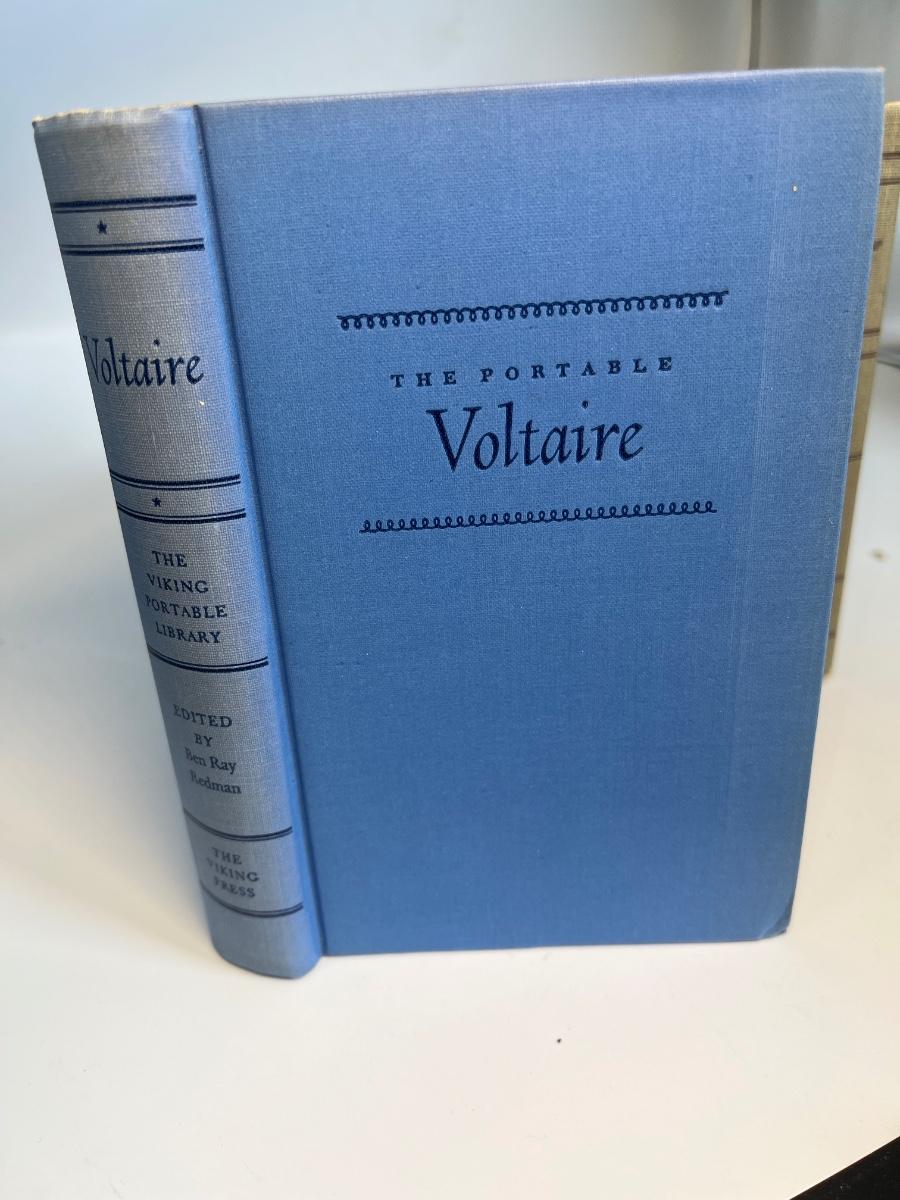 Voltaire
THE
VIKING
PORTABLE
LIBRARY
EDITED
BY
Ben Ray
Redman
THE
VIKING
PRESS
THE PORTABLE
Voltaire